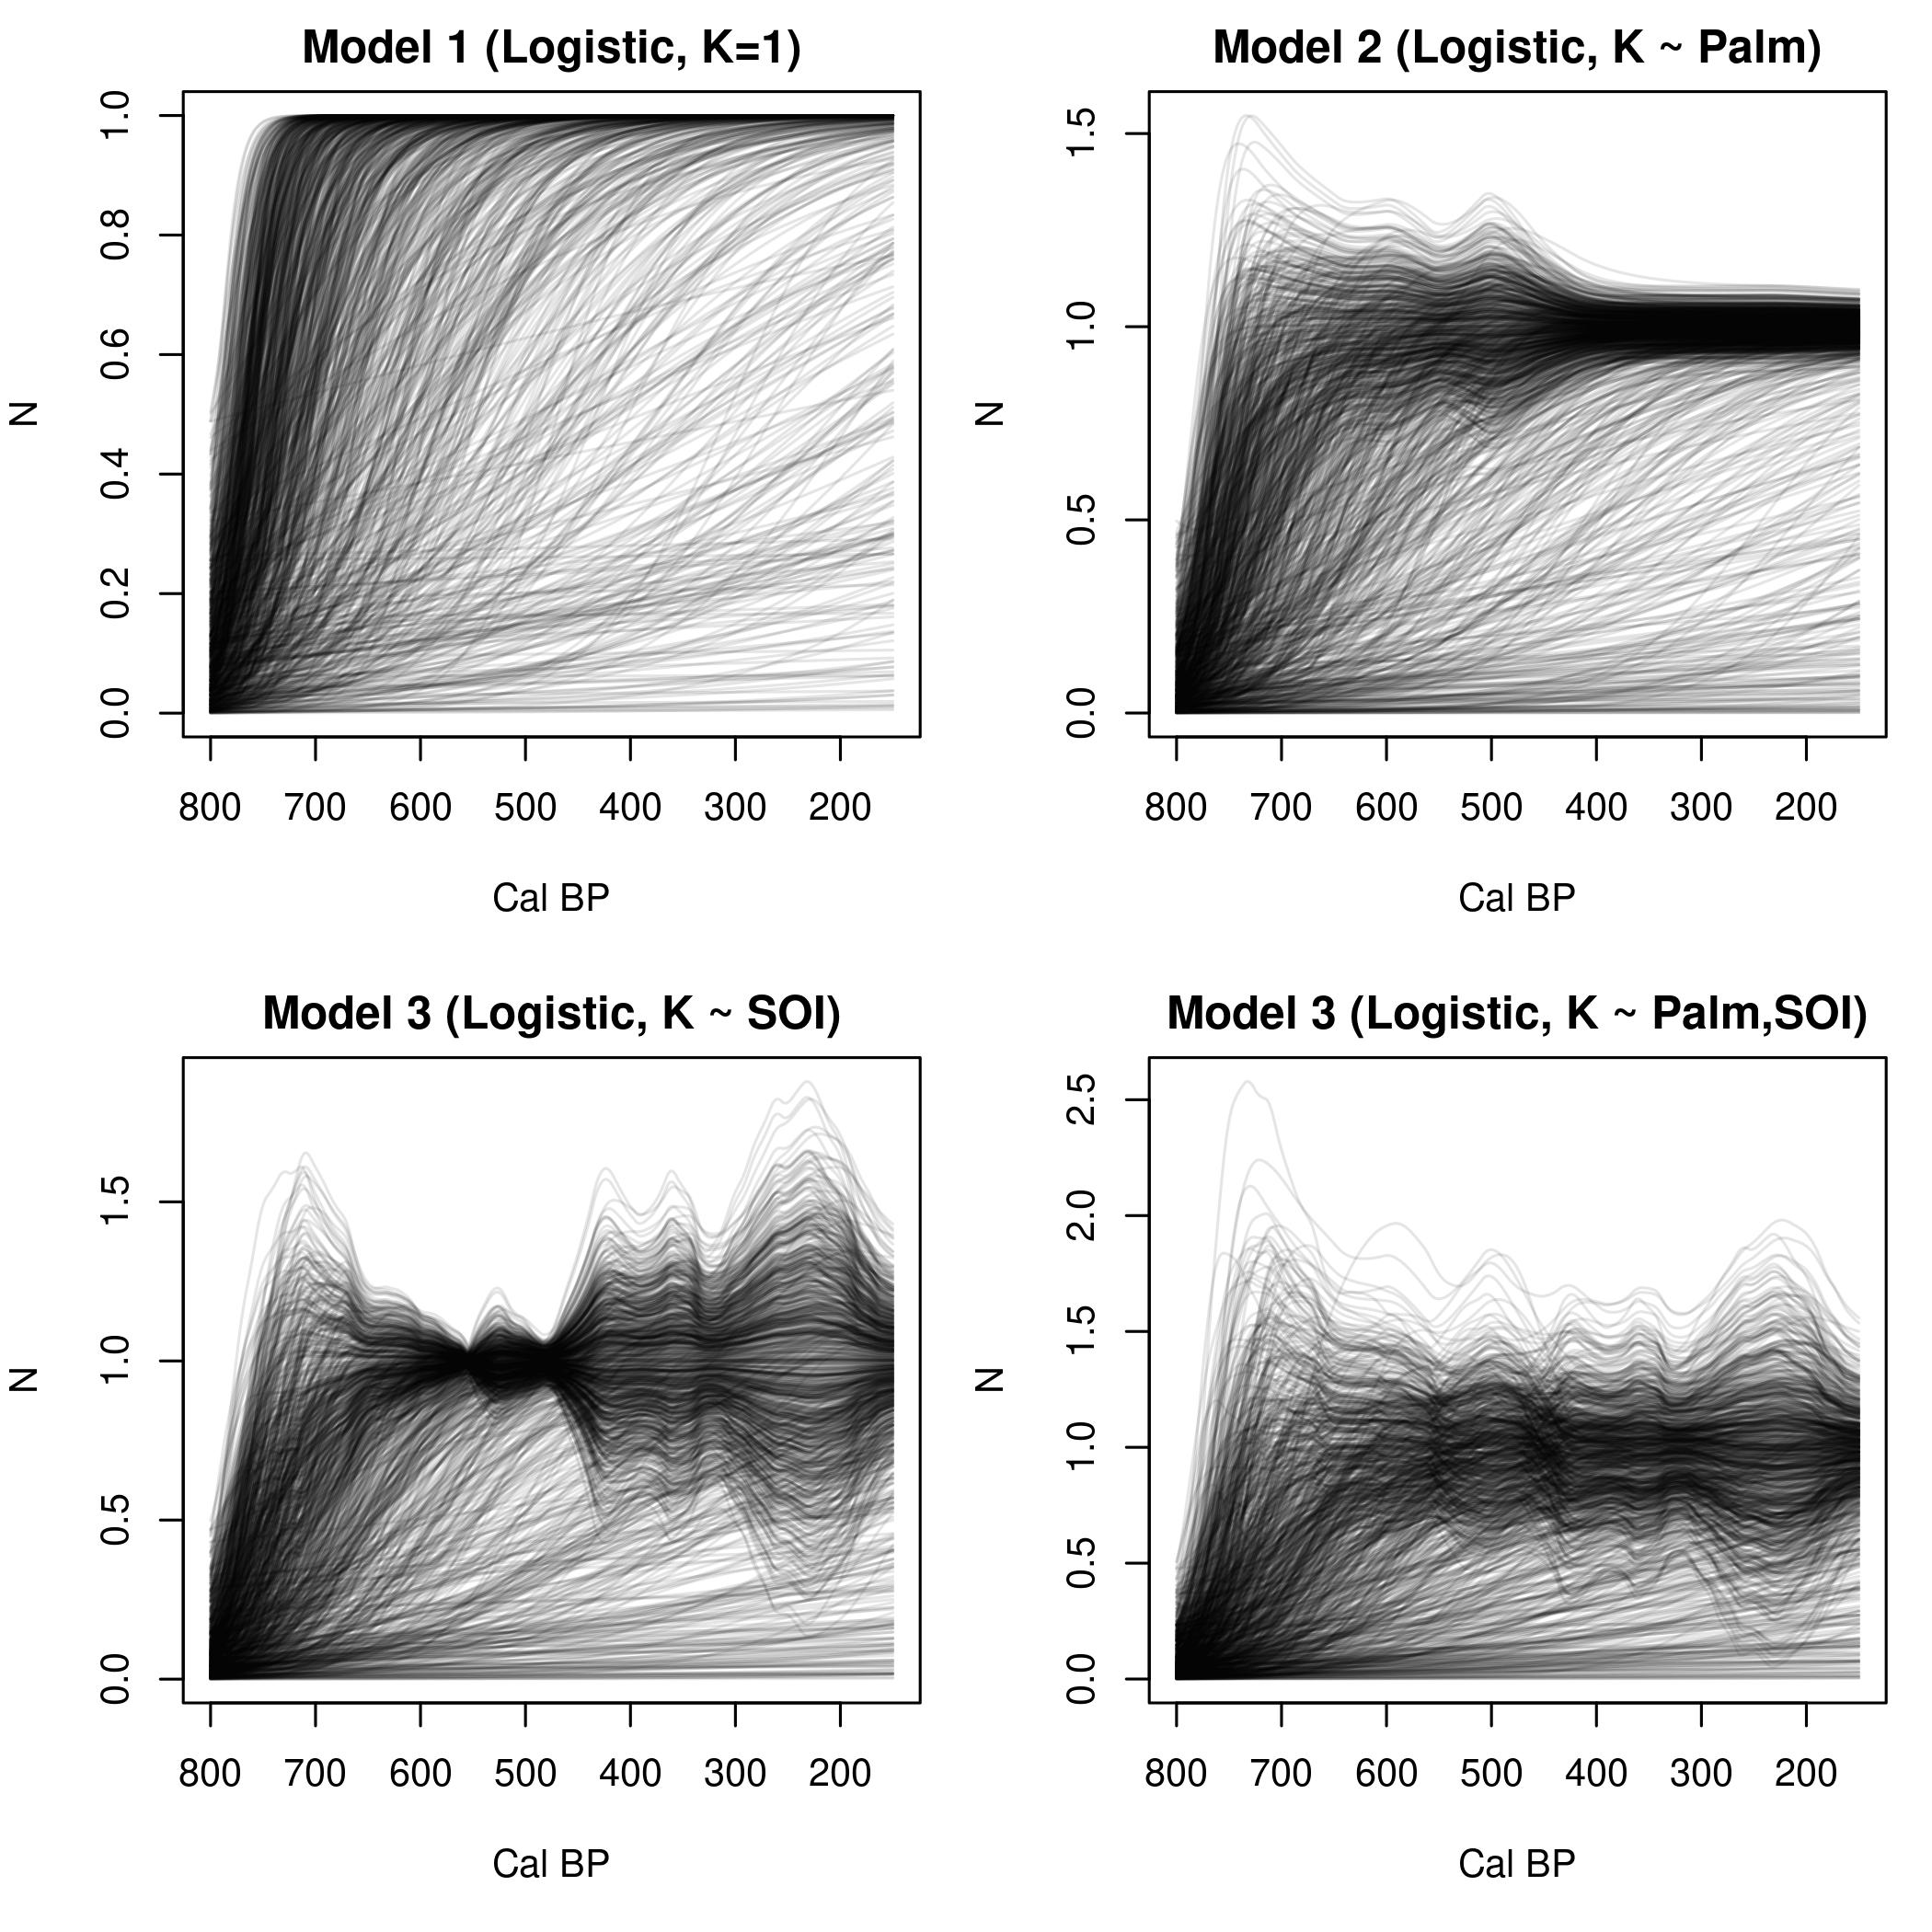 Model 1 (Logistic, K=1)
N
1.0
0.8
0.6
0.4
0.2
0.0
800 700 600 500 400 300 200
Cal BP
Model 2 (Logistic, K ~ Palm)
N
1.5
1.0
0.5
0.0
800 700 600 500 400 300 200
Cal BP
Model 3 (Logistic, K ~ SOI)
N
1.5
1.0
0.5
0.0
800 700 600 500 400 300 200
Cal BP
Model 3 (Logistic, K ~ Palm,SOI)
N
2.5
2.0
1.5
1.0
0.5
0.0
800 700 600 500 400 300 200
Cal BP